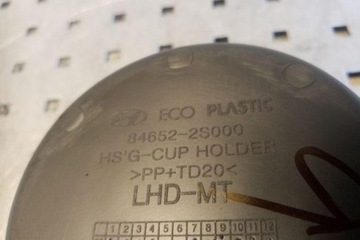 ECO PLASTIC
84652-2S000
HS'G-CUP HOLDER
>PP+TD20<
LHD-MT
1 2 3 4 5 6 7 8 9 10 11 12